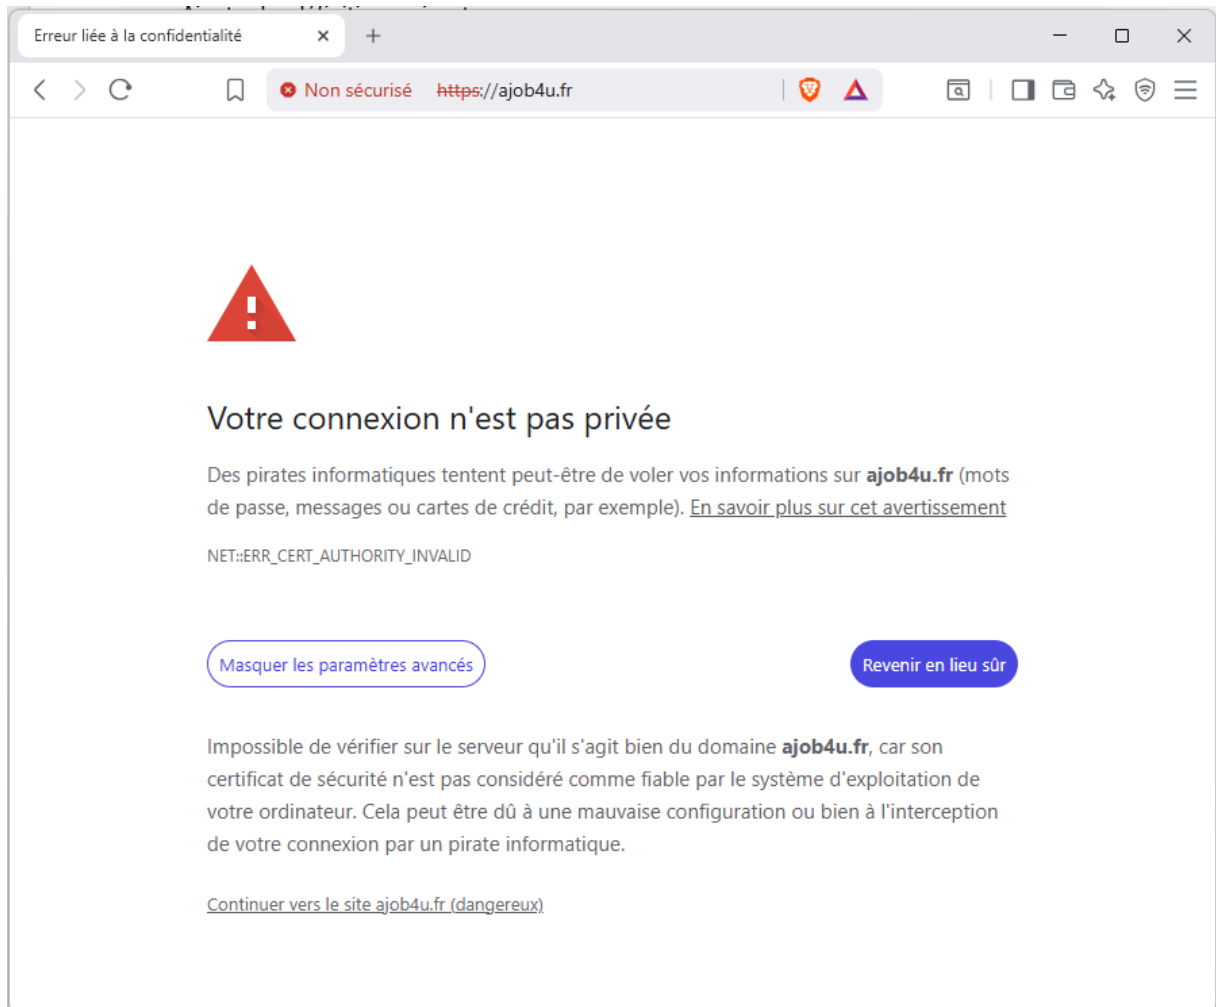 Erreur liée à la confidentialité
Non sécurisé https://ajob4u.fr
Votre connexion n'est pas privée
Des pirates informatiques tentent peut-être de voler vos informations sur ajob4u.fr (mots
de passe, messages ou cartes de crédit, par exemple). En savoir plus sur cet avertissement
NET::ERR_CERT_AUTHORITY_INVALID
Masquer les paramètres avancés
Revenir en lieu sûr
Impossible de vérifier sur le serveur qu'il s'agit bien du domaine ajob4u.fr, car son
certificat de sécurité n'est pas considéré comme fiable par le système d'exploitation de
votre ordinateur. Cela peut être dû à une mauvaise configuration ou bien à l'interception
de votre connexion par un pirate informatique.
Continuer vers le site ajob4u.fr (dangereux)